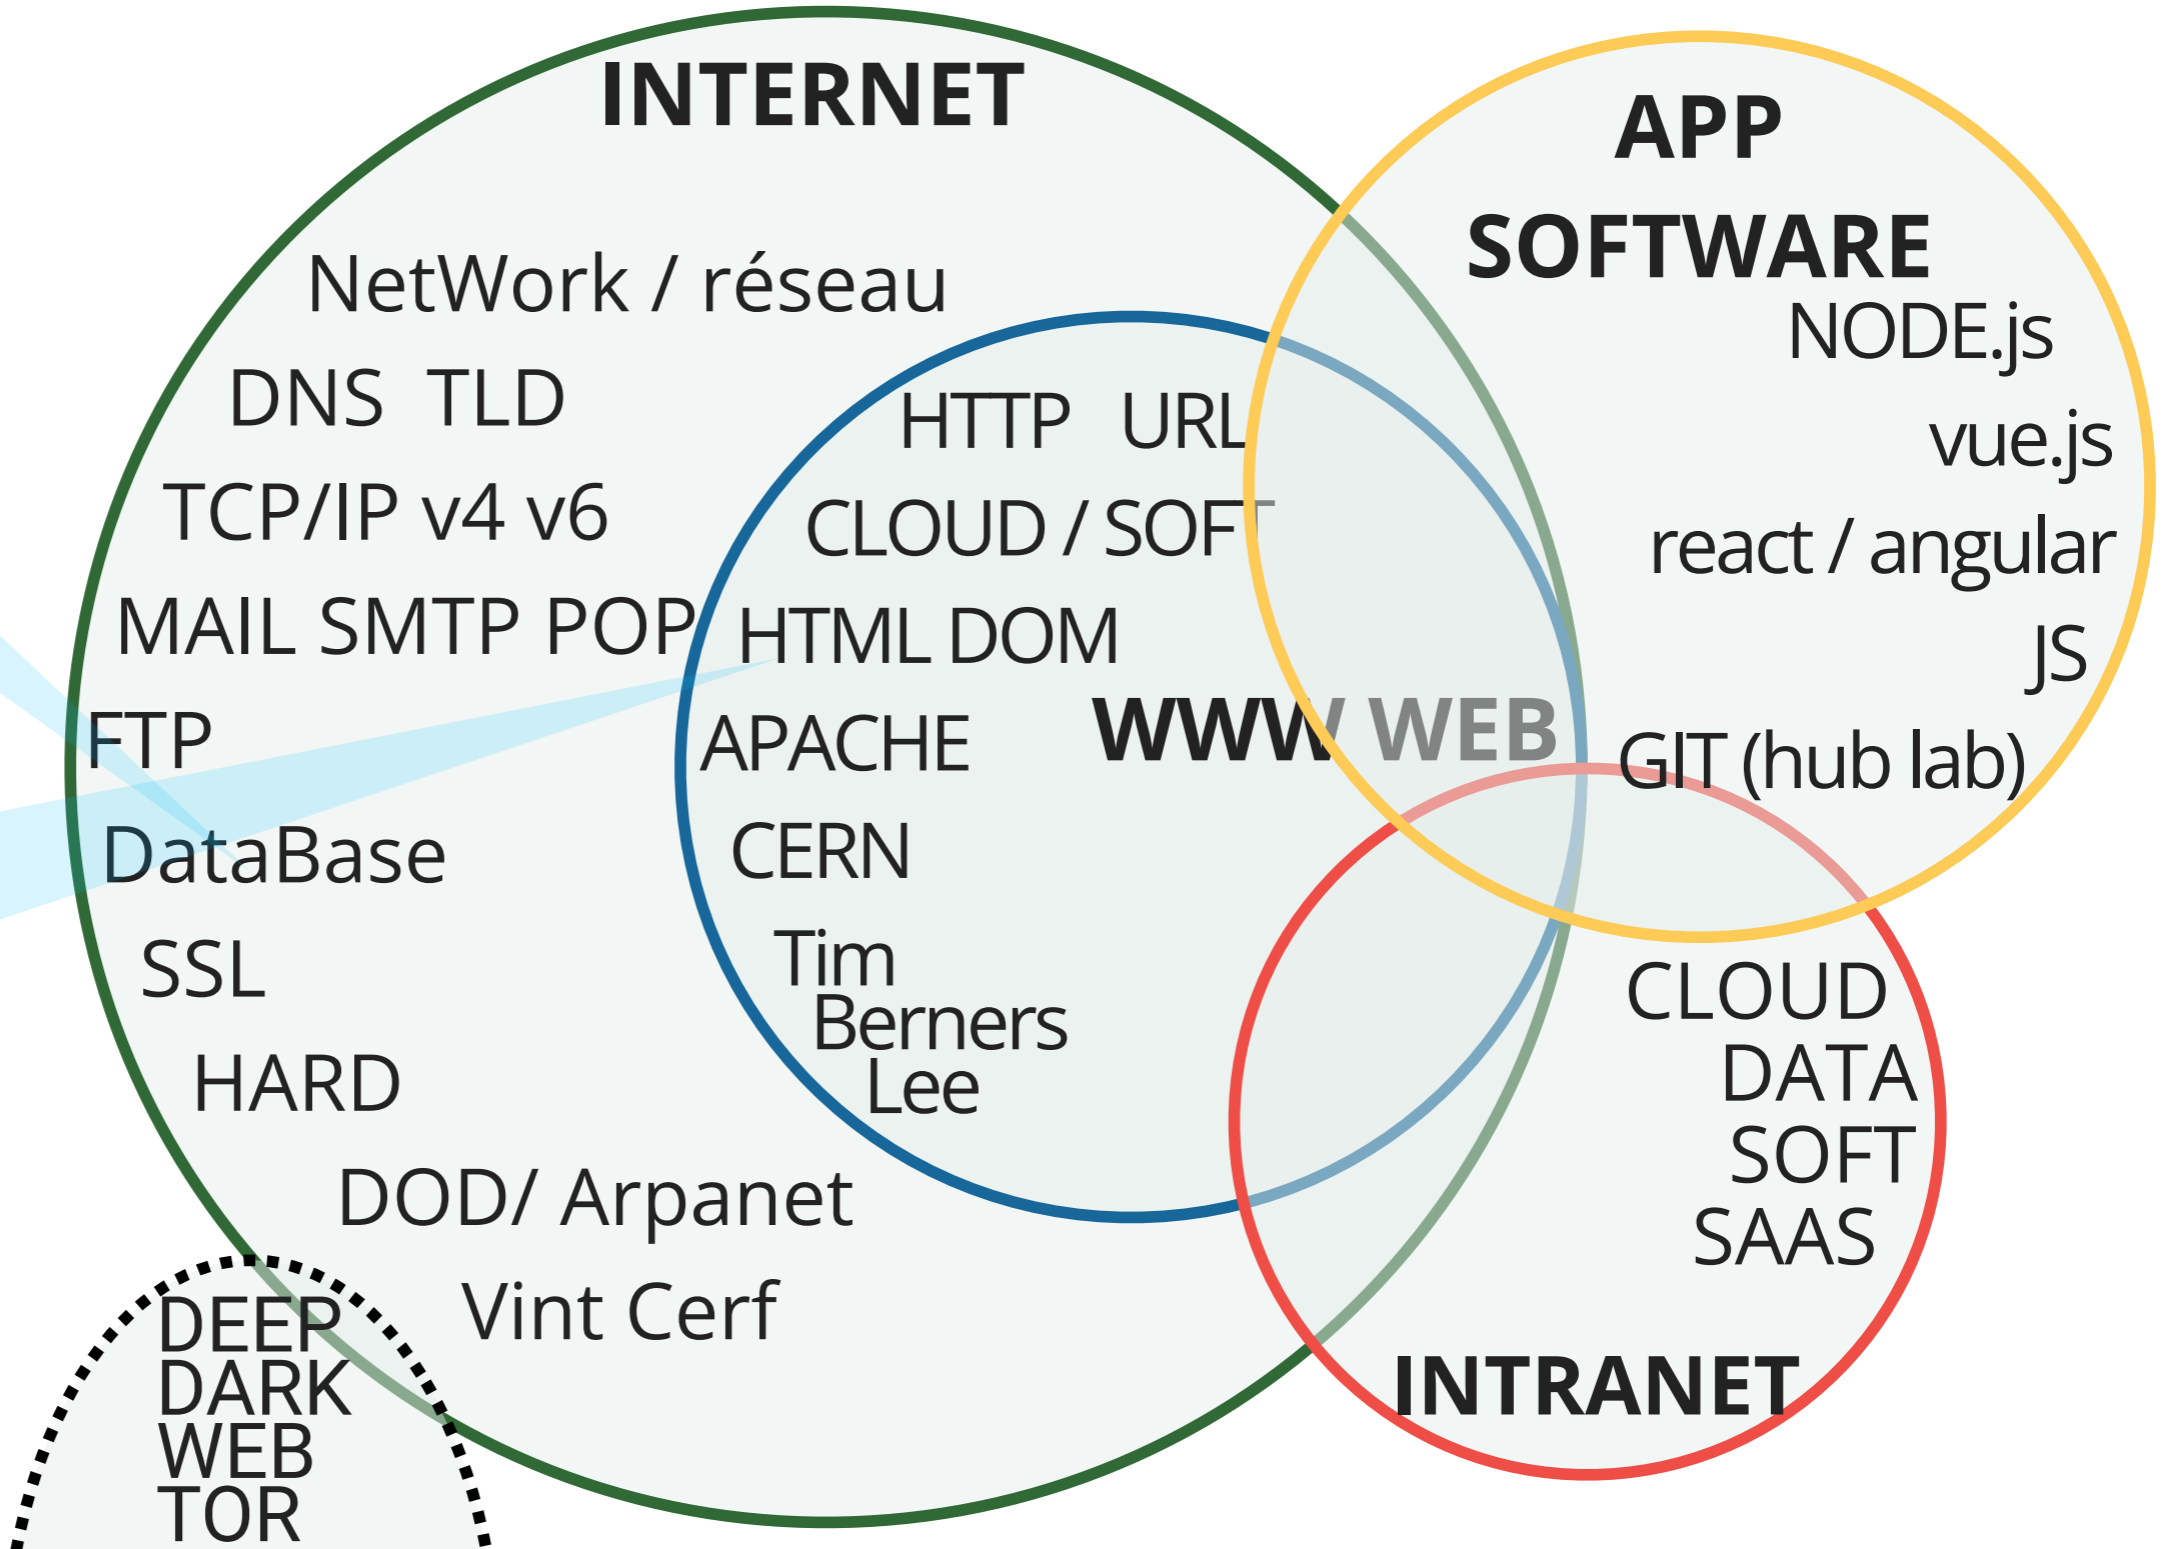 INTERNET
NetWork / réseau
DNS TLD
TCP/IP v4 v6
MAIL SMTP POP
FTP
DataBase
SSL
HARD
DOD/ Arpanet
Vint Cerf
HTTP URL
CLOUD / SOFT
HTML DOM
WWW WEB
APACHE
CERN
Tim
Berners
Lee
APP
SOFTWARE
NODE.js
vue.js
react / angular
JS
GIT (hub lab)
CLOUD
DATA
SOFT
SAAS
INTRANET
DEEP
DARK
WEB
TOR